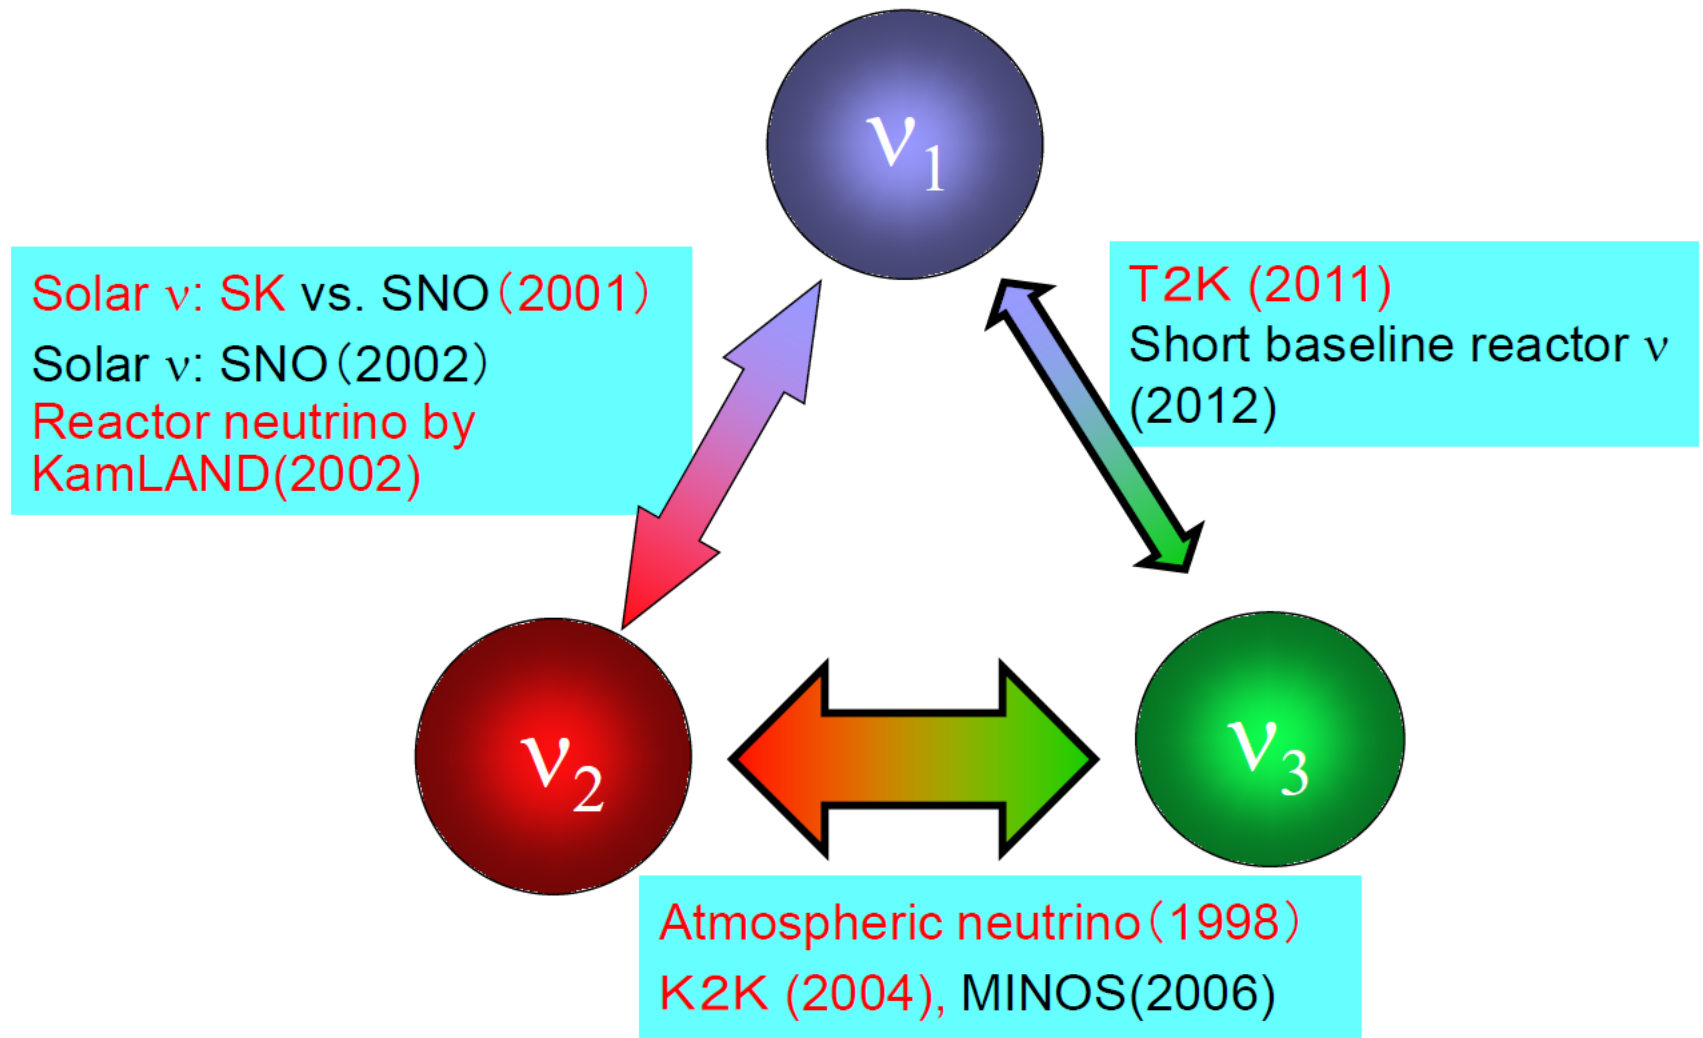 ν1
Solar ν: SK vs. SNO（2001）
Solar ν: SNO（2002）
Reactor neutrino by
KamLAND(2002)
T2K (2011)
Short baseline reactor ν
(2012)
ν2
ν3
Atmospheric neutrino（1998）
K2K (2004), MINOS(2006)